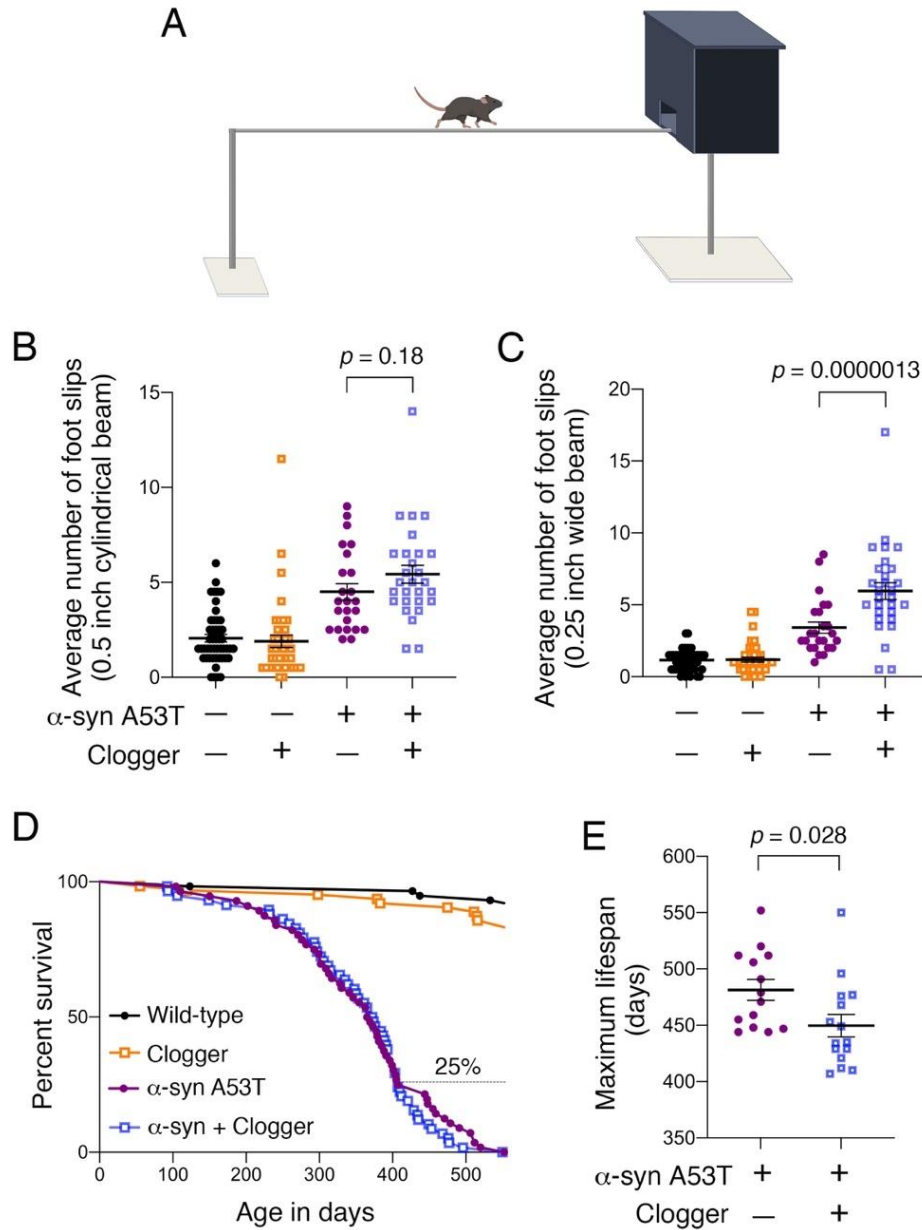 A
B
Average number of foot slips
(0.5 inch cylindrical beam)
p = 0.18
15
10
5
0
α-syn A53T
— — + +
Clogger
— + — +
C
Average number of foot slips
(0.25 inch wide beam)
p = 0.0000013
20
15
10
5
0
— — + +
— + — +
D
Percent survival
100
50
0
Wild-type
Clogger
α-syn A53T
α-syn + Clogger
25%
0 100 200 300 400 500
Age in days
E
Maximum lifespan
(days)
p = 0.028
600
550
500
450
400
350
α-syn A53T + +
Clogger — +